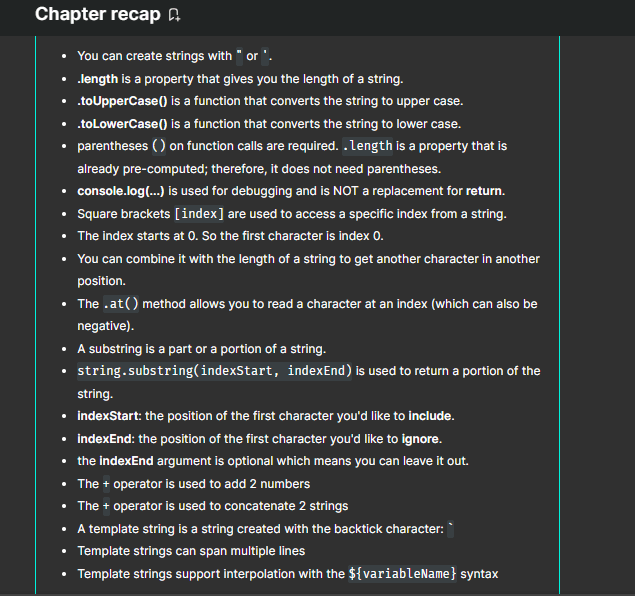 Chapter recap
• You can create strings with " or '.
• .length is a property that gives you the length of a string.
• .toUpperCase() is a function that converts the string to upper case.
• .toLowerCase() is a function that converts the string to lower case.
• parentheses () on function calls are required. .length is a property that is
already pre-computed; therefore, it does not need parentheses.
• console.log(...) is used for debugging and is NOT a replacement for return.
• Square brackets [index] are used to access a specific index from a string.
• The index starts at 0. So the first character is index 0.
• You can combine it with the length of a string to get another character in another
position.
• The .at() method allows you to read a character at an index (which can also be
negative).
• A substring is a part or a portion of a string.
• string.substring(indexStart, indexEnd) is used to return a portion of the
string.
• indexStart: the position of the first character you'd like to include.
• indexEnd: the position of the first character you'd like to ignore.
• the indexEnd argument is optional which means you can leave it out.
• The + operator is used to add 2 numbers
• The + operator is used to concatenate 2 strings
• A template string is a string created with the backtick character: `
• Template strings can span multiple lines
• Template strings support interpolation with the ${variableName} syntax